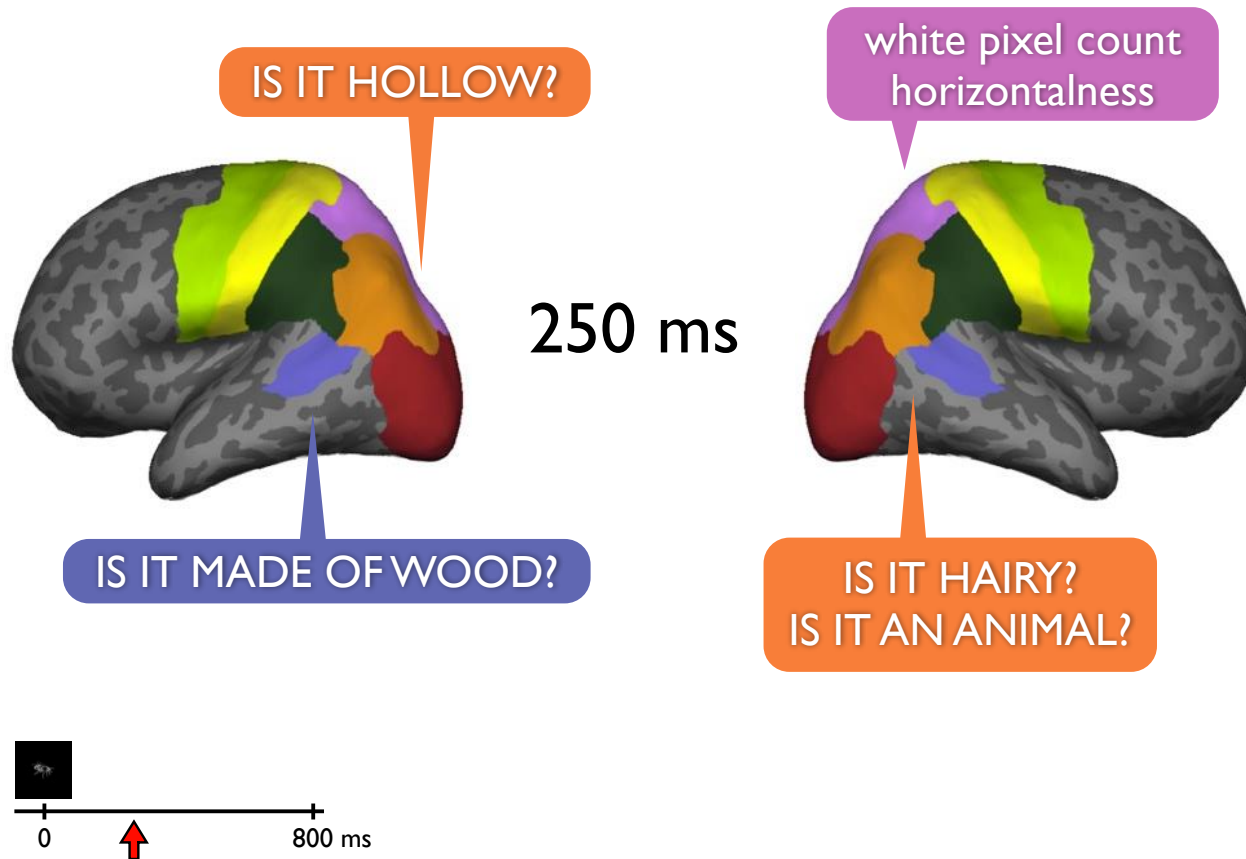 IS IT HOLLOW?
white pixel count
horizontalness
250 ms
IS IT MADE OF WOOD?
IS IT HAIRY?
IS IT AN ANIMAL?
0
800 ms